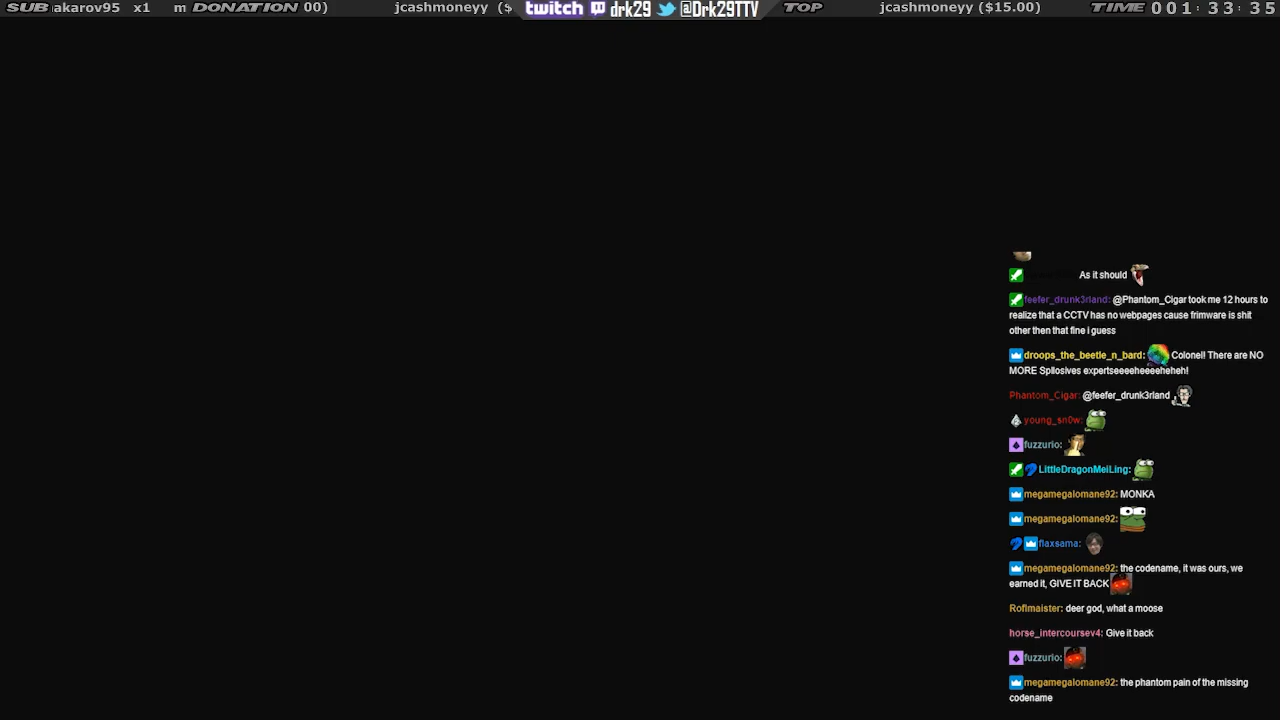 SUB akarov95 x1 m DONATION 00) jcashmoneyy ($ twitch drk29 @Drk29TTV TOP jcashmoneyy ($15.00) TIME 001:33:35
As it should
feefer_drunk3rland: @Phantom_Cigar took me 12 hours to
realize that a CCTV has no webpages cause frimware is shit
other then that fine i guess
droops_the_beetle_n_bard: Colonel! There are NO
MORE Spllosives expertseeeeheeeeheheh!
Phantom_Cigar: @feefer_drunk3rland
young_sn0w:
fuzzurio:
LittleDragonMeiLing:
megamegalomane92: MONKA
megamegalomane92:
flaxsama:
megamegalomane92: the codename, it was ours, we
earned it, GIVE IT BACK
Roflmaister: deer god, what a moose
horse_intercoursev4: Give it back
fuzzurio:
megamegalomane92: the phantom pain of the missing
codename